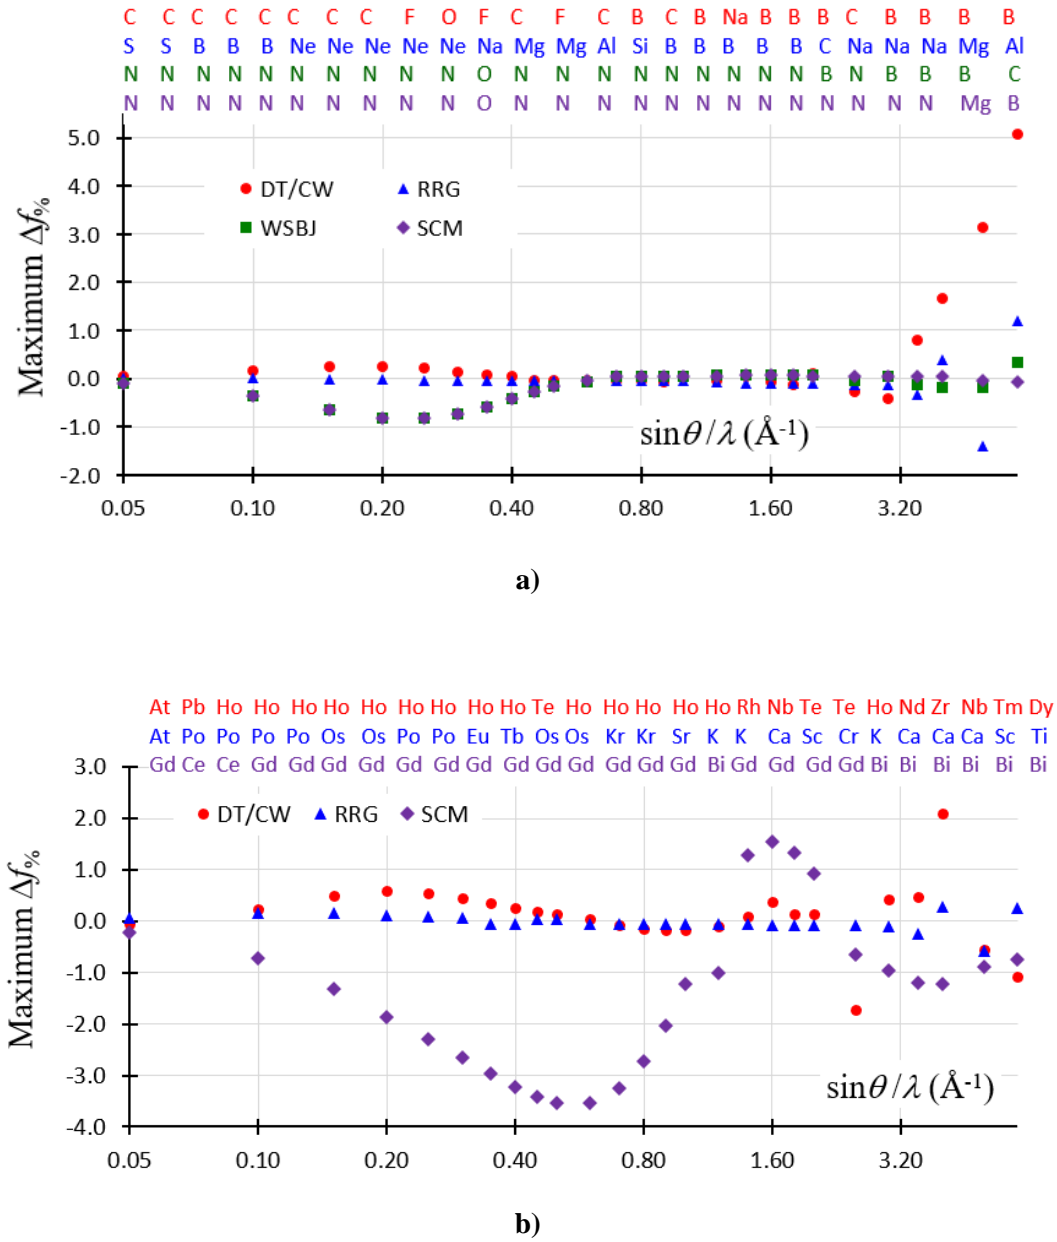 C C C C C C C C F O F C F C B C B Na B B B C B B B B
S S B B B Ne Ne Ne Ne Ne Na Mg Mg Al Si B B B B B C Na Na Na Mg Al
N N N N N N N N N N O N N N N N N N N N B N B B B C
N N N N N N N N N N O N N N N N N N N N N N N N Mg B
5.0
4.0
DT/CW RRG
3.0
WSBJ SCM
2.0
1.0
0.0
-1.0
-2.0
Maximum Δf%
sinθ/λ (Å-1)
0.05 0.10 0.20 0.40 0.80 1.60 3.20
a)
At Pb Ho Ho Ho Ho Ho Ho Ho Ho Ho Te Ho Ho Ho Ho Ho Rh Nb Te Te Ho Nd Zr Nb Tm Dy
At Po Po Po Po Os Os Po Po Eu Tb Os Os Kr Kr Sr K K Ca Sc Cr K Ca Ca Ca Sc Ti
3.0 Gd Ce Ce Gd Gd Gd Gd Gd Gd Gd Gd Gd Gd Gd Gd Gd Bi Gd Gd Gd Gd Bi Bi Bi Bi Bi Bi
DT/CW RRG SCM
2.0
1.0
0.0
-1.0
-2.0
-3.0
-4.0
Maximum Δf%
sinθ/λ (Å-1)
0.05 0.10 0.20 0.40 0.80 1.60 3.20
b)